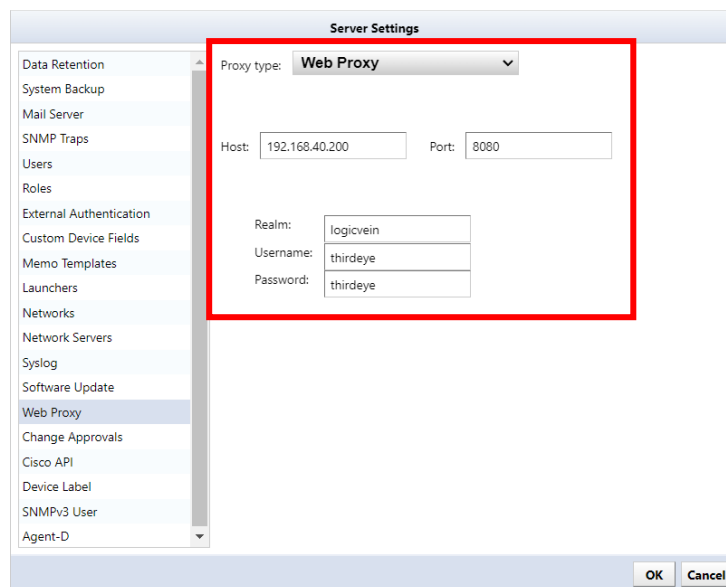 Server Settings
Data Retention
System Backup
Mail Server
SNMP Traps
Users
Roles
External Authentication
Custom Device Fields
Memo Templates
Launchers
Networks
Network Servers
Syslog
Software Update
Web Proxy
Change Approvals
Cisco API
Device Label
SNMPv3 User
Agent-D
Proxy type: Web Proxy
Host: 192.168.40.200 Port: 8080
Realm: logicvein
Username: thirdeye
Password: thirdeye
OK Cancel